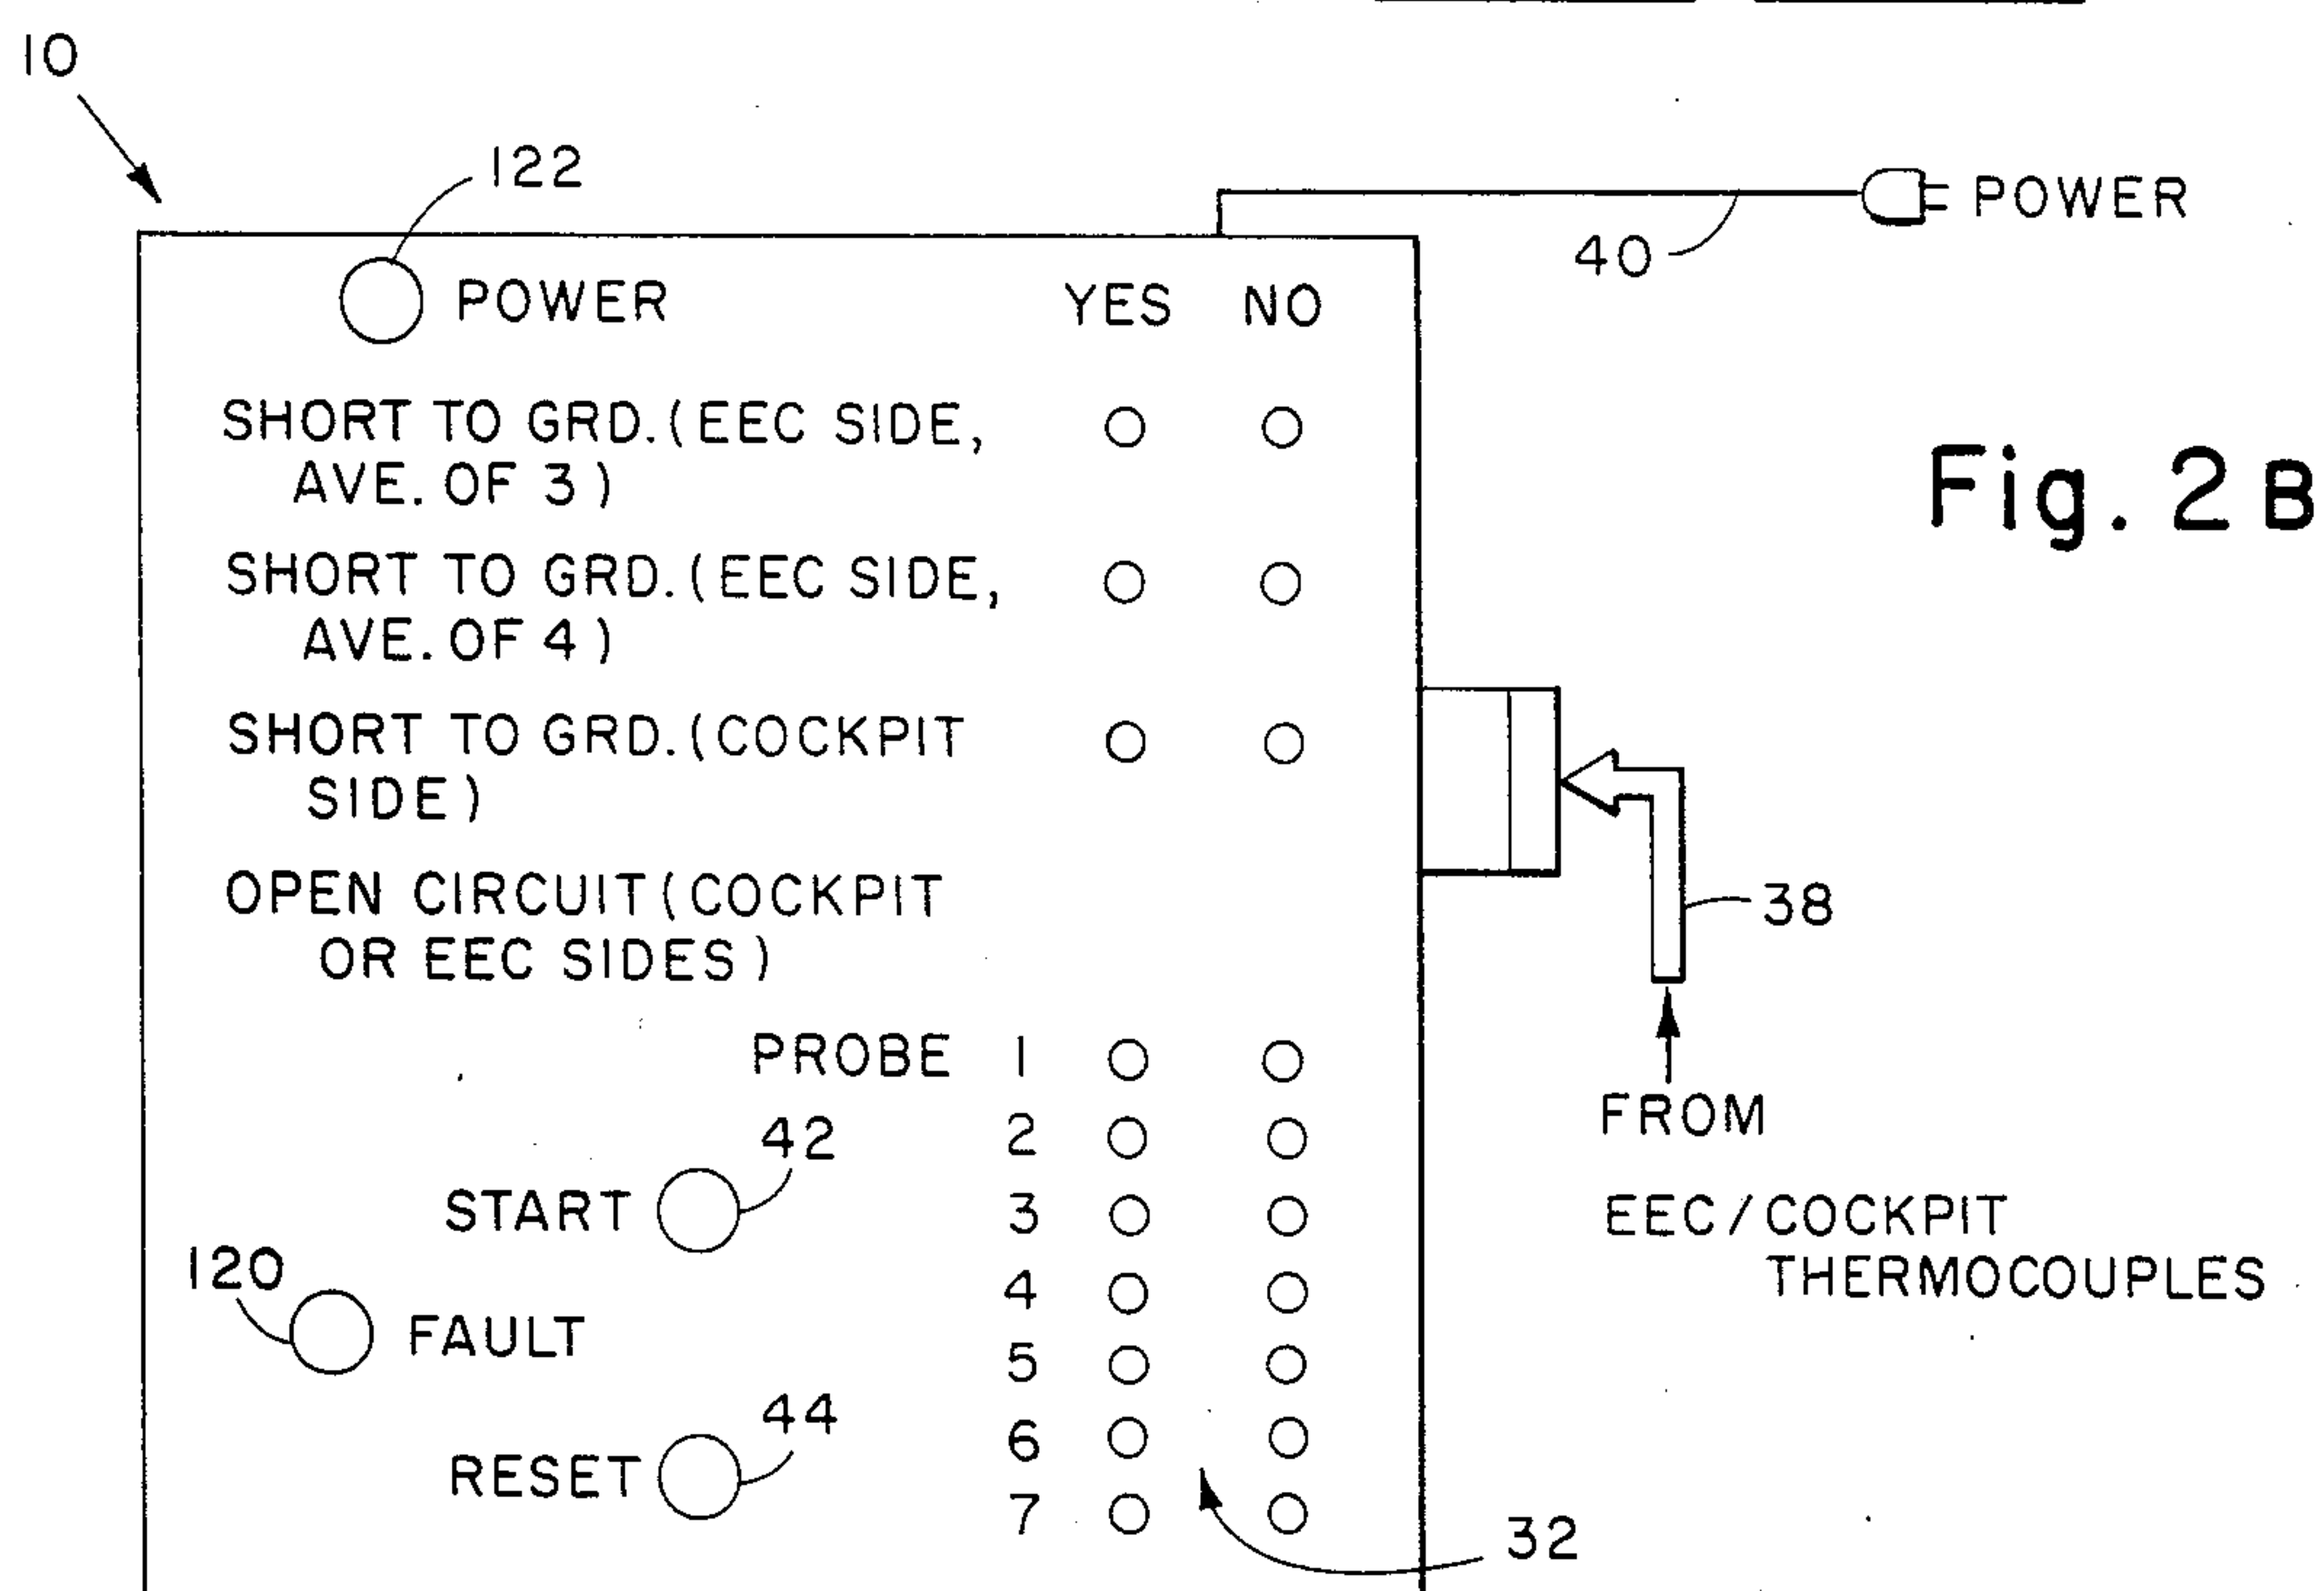 10
122
POWER
40
POWER YES NO
SHORT TO GRD. (EEC SIDE,
AVE. OF 3)
Fig. 2B
SHORT TO GRD. (EEC SIDE,
AVE. OF 4)
SHORT TO GRD. (COCKPIT
SIDE)
OPEN CIRCUIT (COCKPIT
OR EEC SIDES)
38
PROBE 1
2
3
4
5
6
7
FROM
EEC/COCKPIT
THERMOCOUPLES
42
START
120
FAULT
44
RESET
32